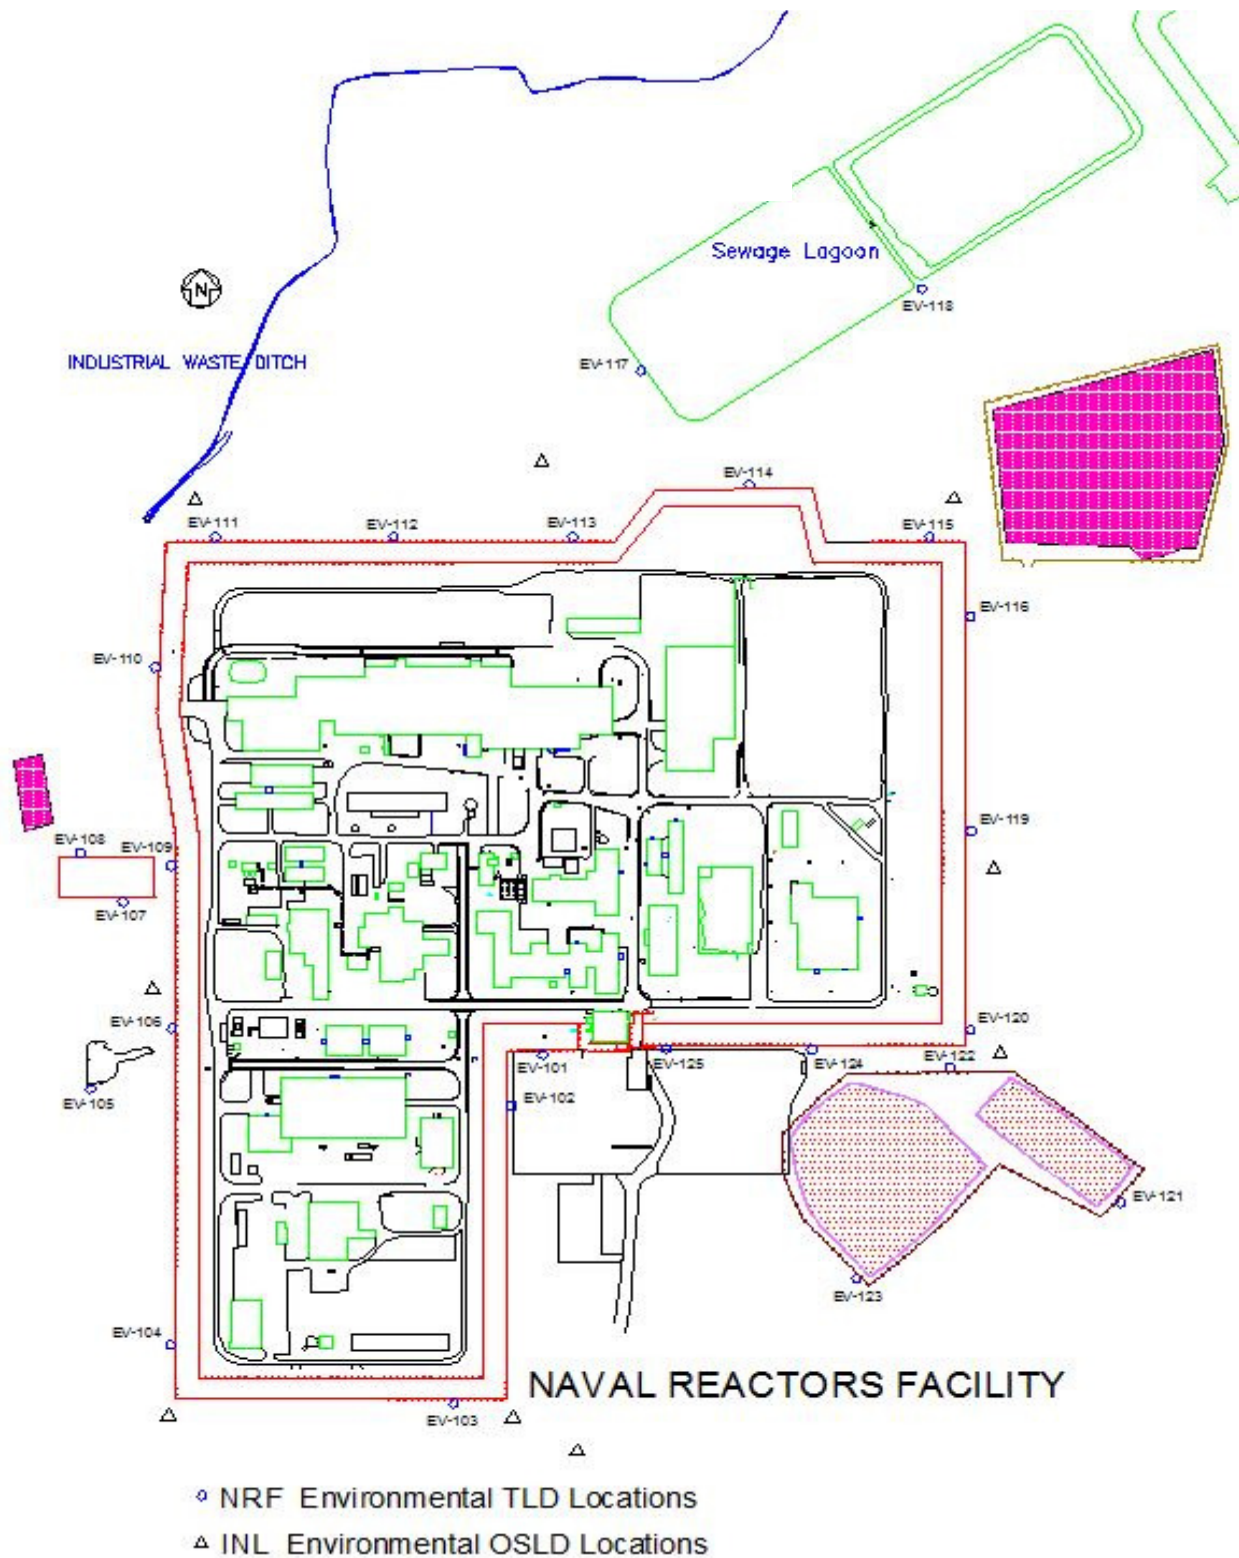 Sewage Lagoon
EV-118
N
INDUSTRIAL WASTE DITCH
EV-117
EV-114
EV-111
EV-112
EV-113
EV-115
EV-116
EV-110
EV-119
EV-108
EV-109
EV-107
EV-106
EV-120
EV-101
EV-125
EV-124
EV-122
EV-105
EV-102
EV-121
EV-123
EV-104
NAVAL REACTORS FACILITY
EV-103
NRF Environmental TLD Locations
INL Environmental OSLD Locations